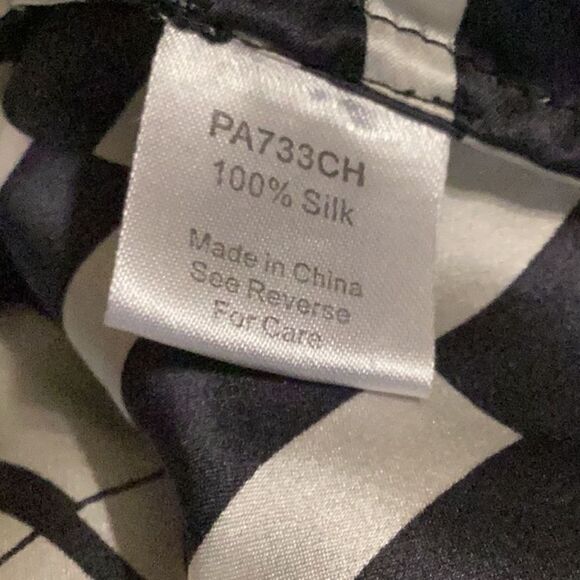 PA733CH
100% Silk
Made in China
See Reverse
For Care